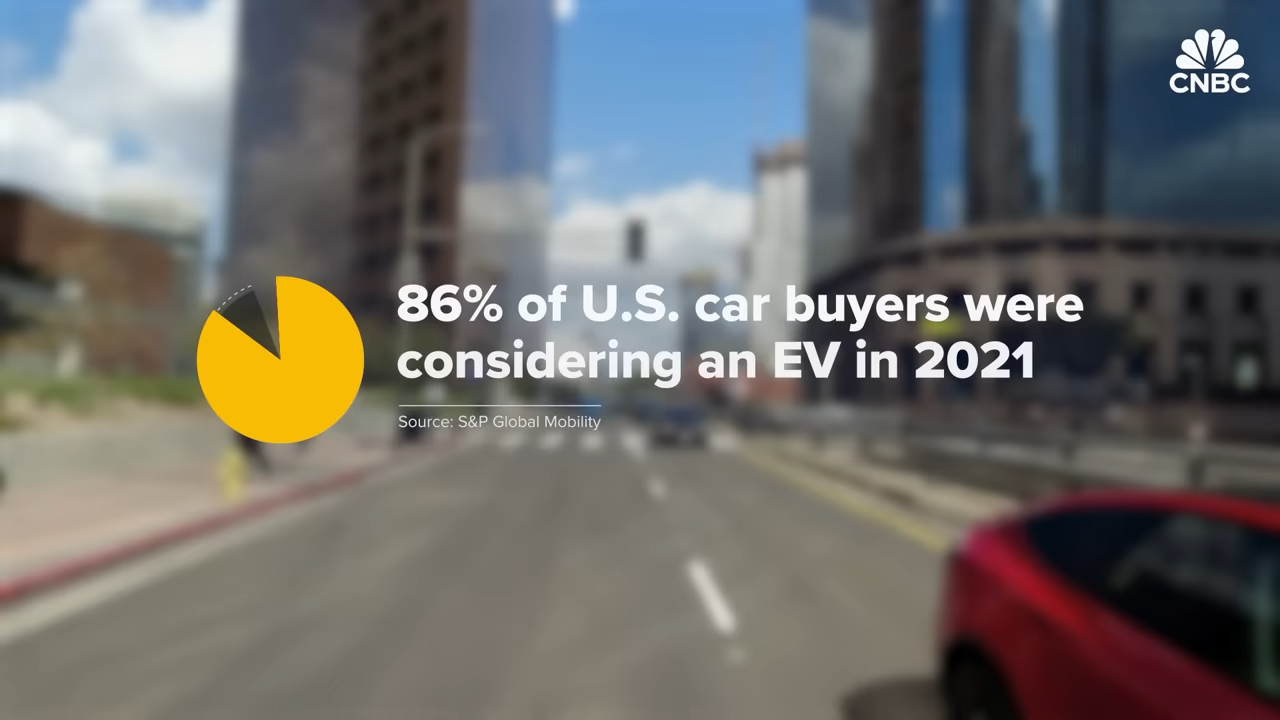 CNBC
86% of U.S. car buyers were
considering an EV in 2021
Source: S&P Global Mobility